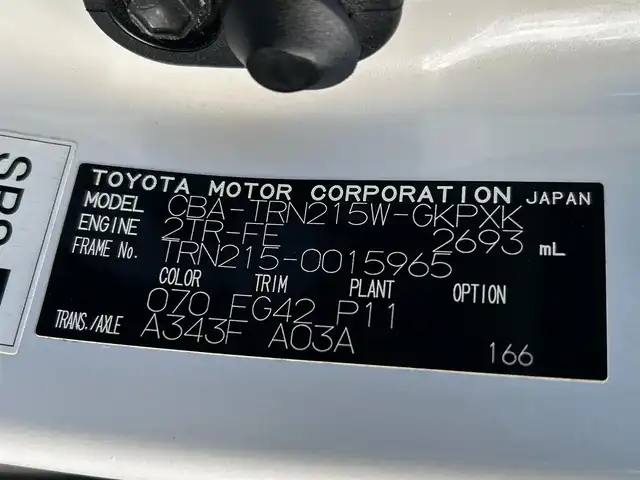 TOYOTA MOTOR CORPORATION JAPAN
MODEL CBA-TRN215W-GKPXK
ENGINE 2TR-FE 2693 mL
FRAME No. TRN215-0015965
COLOR TRIM PLANT OPTION
070 FG42 P11
TRANS./AXLE A343F A03A
166